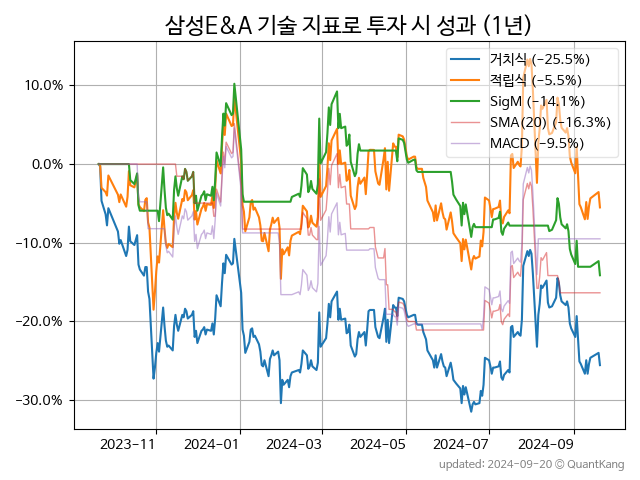 삼성E&A 기술 지표로 투자 시 성과 (1년)
거치식 (−25.5%)
적립식 (−5.5%)
SigM (−14.1%)
SMA(20) (−16.3%)
MACD (−9.5%)
10.0%
0.0%
−10.0%
−20.0%
−30.0%
2023-11
2024-01
2024-03
2024-05
2024-07
2024-09
updated: 2024-09-20 © QuantKang